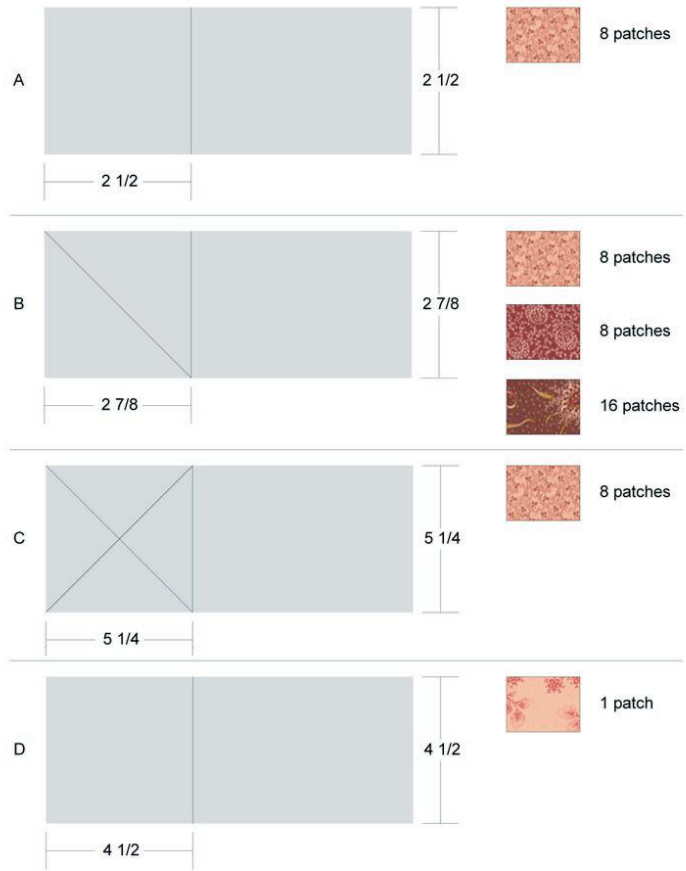 8 patches
A
2 1/2
2 1/2
8 patches
B
2 7/8
8 patches
2 7/8
16 patches
8 patches
C
5 1/4
5 1/4
1 patch
D
4 1/2
4 1/2